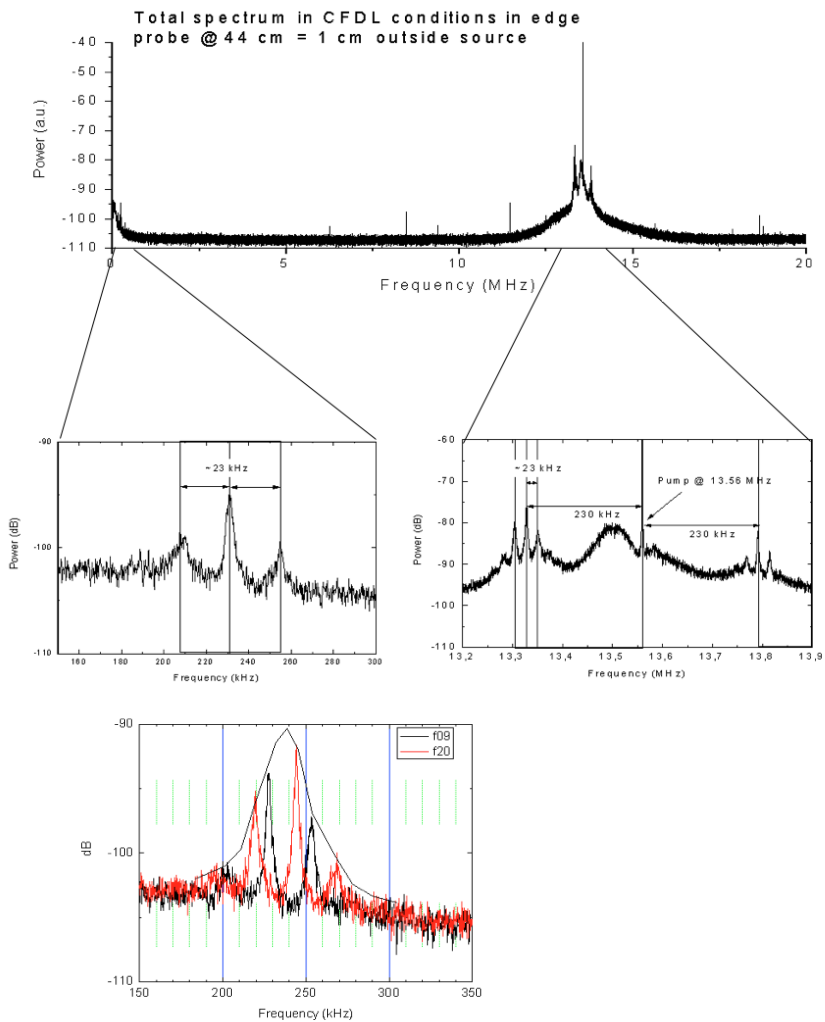 Total spectrum in CFDL conditions in edge
probe @ 44 cm = 1 cm outside source
-40
-50
-60
-70
-80
-90
-100
-110
Power (a.u.)
0 5 10 15 20
Frequency (MHz)
-90
-100
-110
Power (dB)
~23 kHz
160 180 200 220 240 260 280 300
Frequency (kHz)
-60
-70
-80
-90
-100
-110
Power (dB)
~23 kHz
Pump @ 13.56 MHz
230 kHz
230 kHz
13,2 13,3 13,4 13,5 13,6 13,7 13,8 13,9
Frequency (MHz)
-90
-100
-110
dB
f09
f20
150 200 250 300 350
Frequency (kHz)